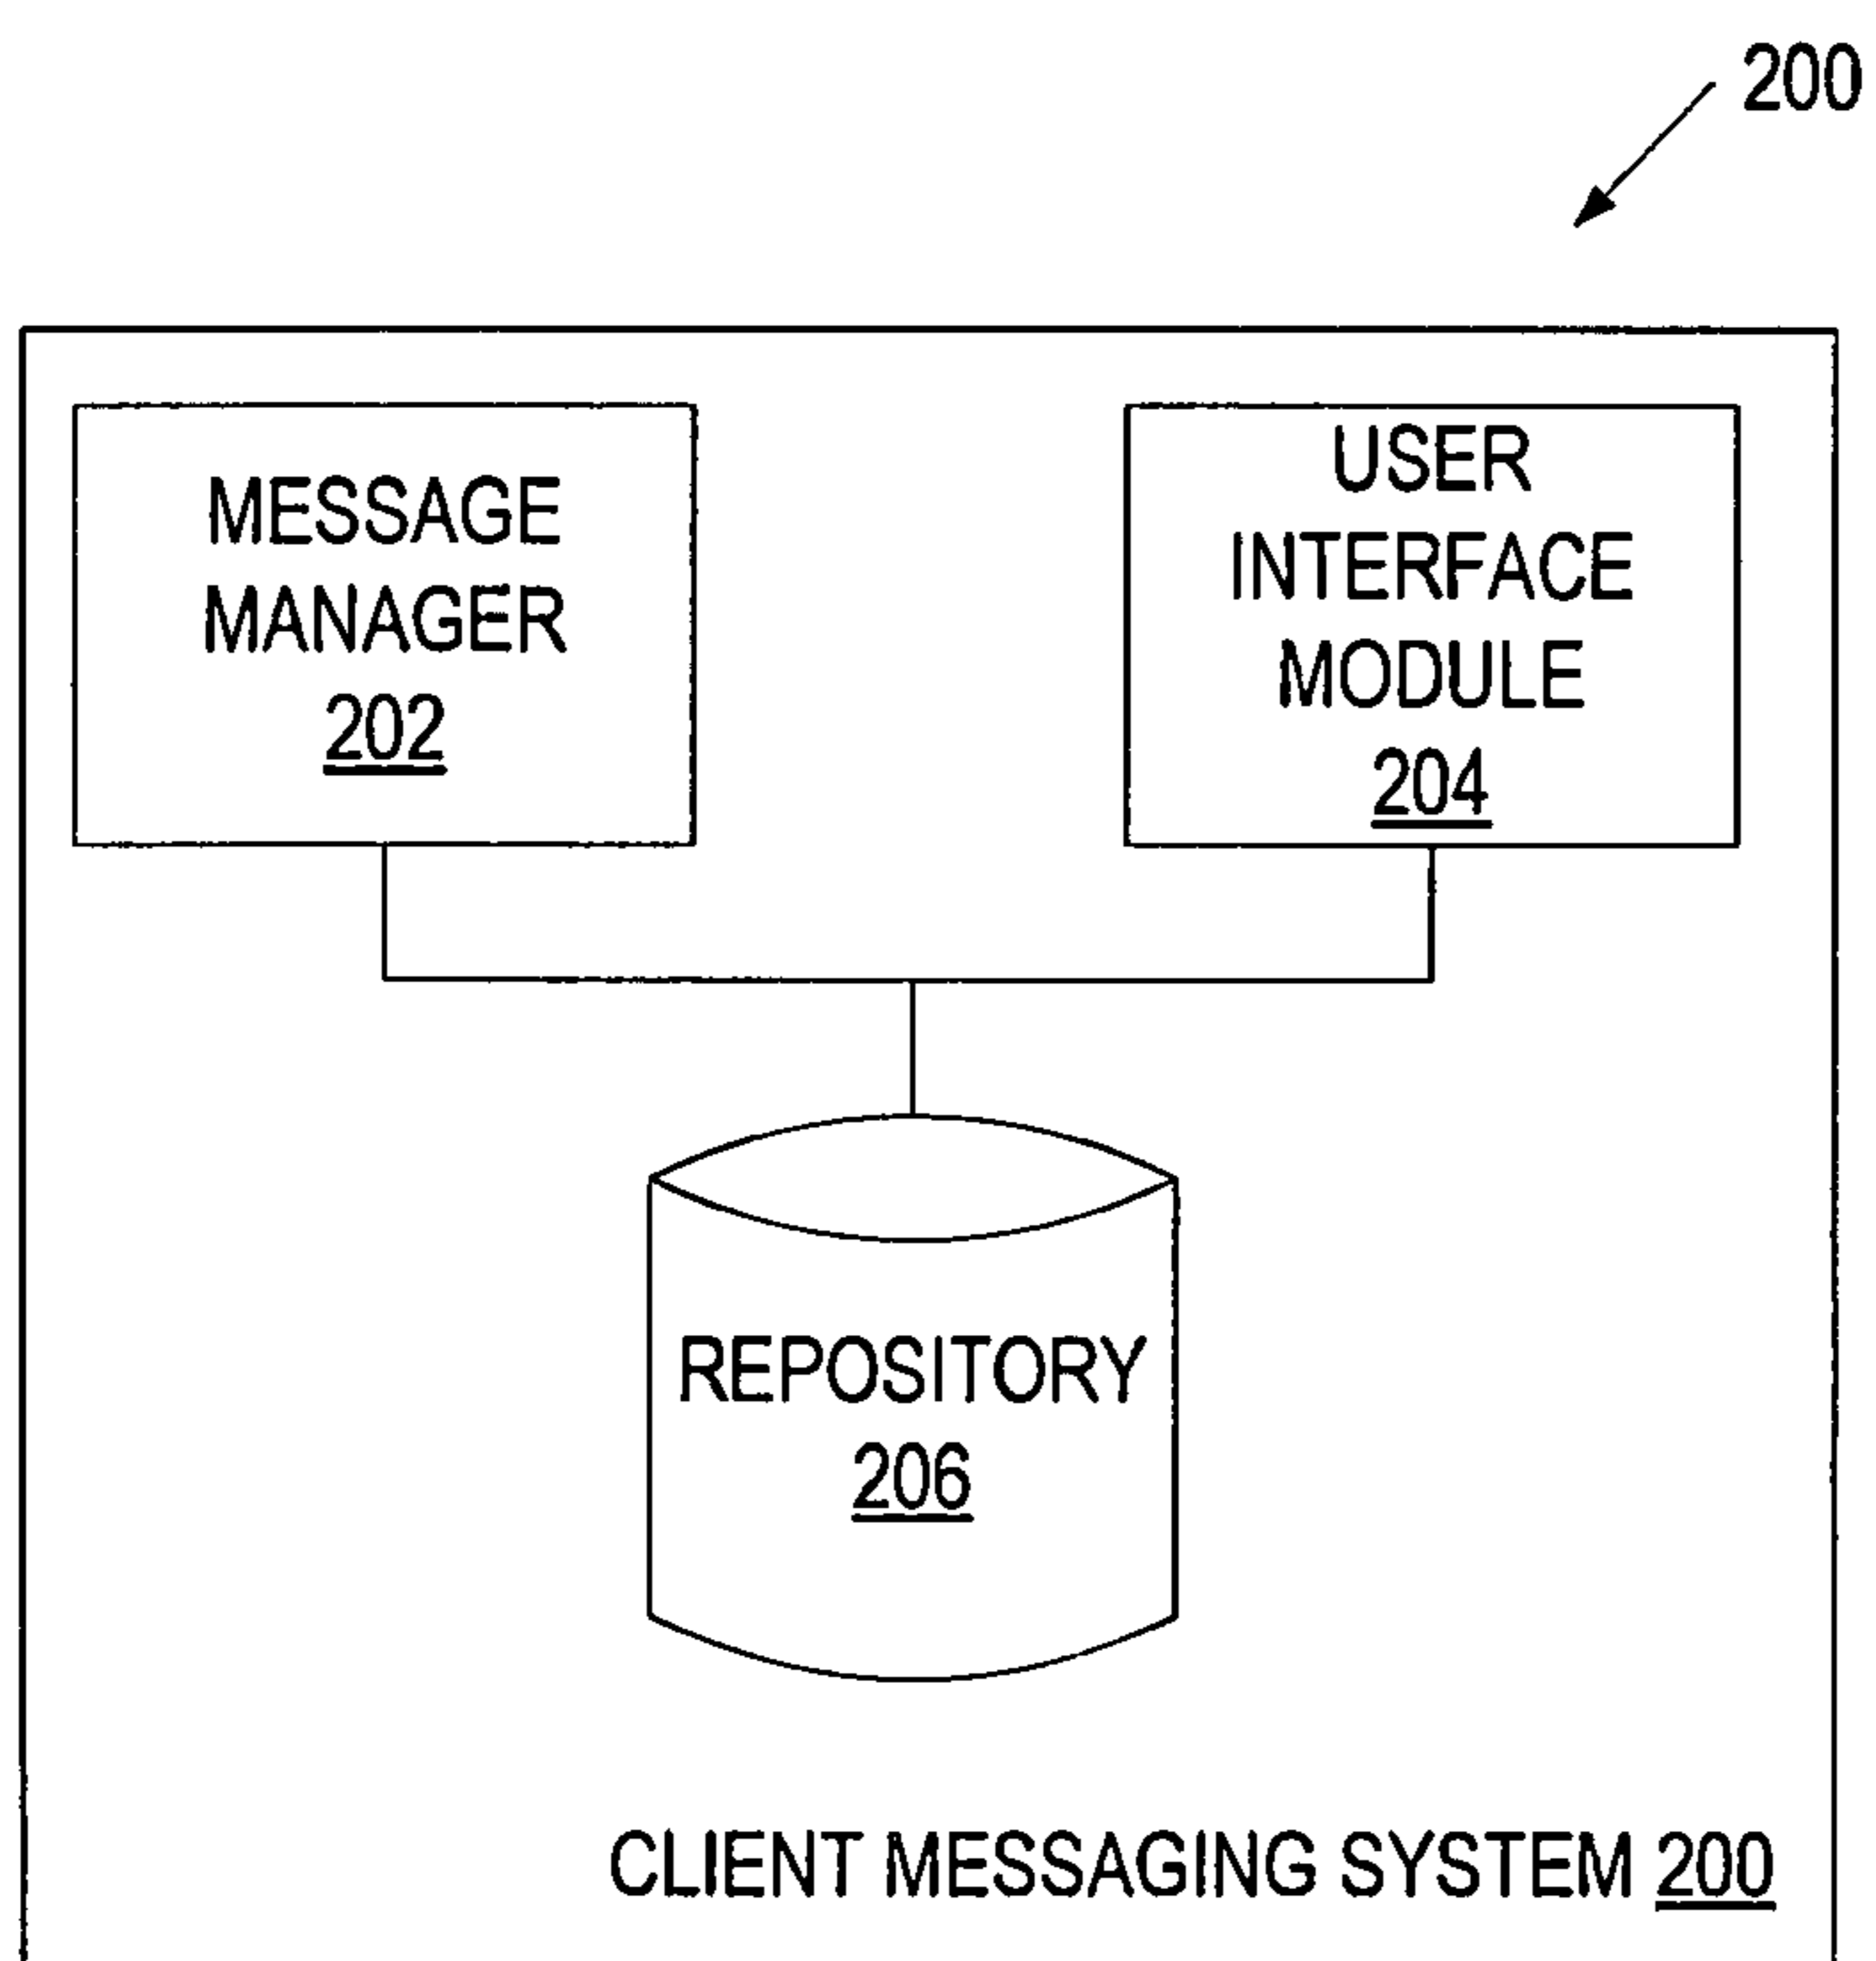 200
MESSAGE
MANAGER
202
USER
INTERFACE
MODULE
204
REPOSITORY
206
CLIENT MESSAGING SYSTEM 200